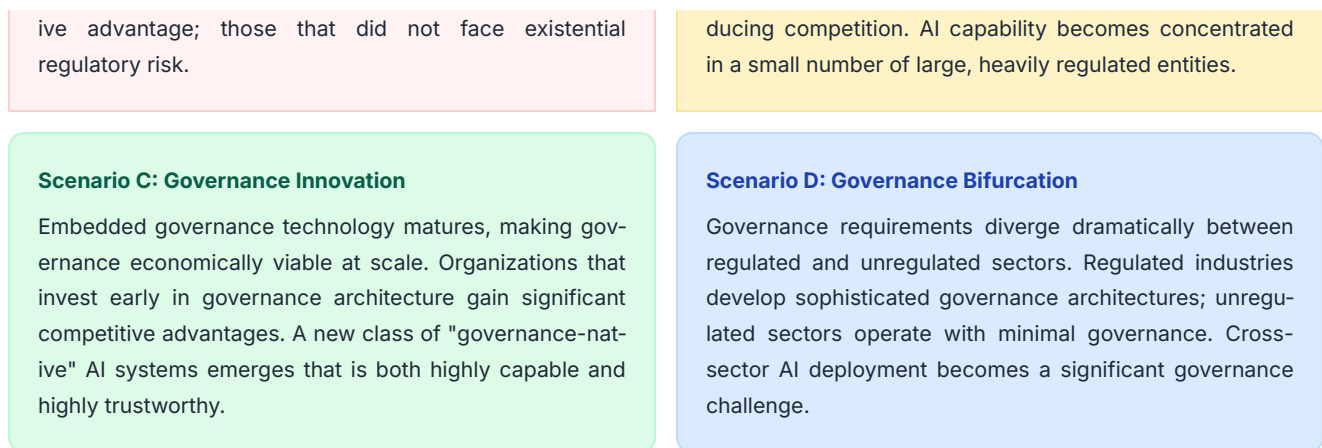 ive advantage; those that did not face existential
regulatory risk.
ducing competition. AI capability becomes concentrated
in a small number of large, heavily regulated entities.
Scenario C: Governance Innovation
Embedded governance technology matures, making gov-
ernance economically viable at scale. Organizations that
invest early in governance architecture gain significant
competitive advantages. A new class of "governance-nat-
ive" AI systems emerges that is both highly capable and
highly trustworthy.
Scenario D: Governance Bifurcation
Governance requirements diverge dramatically between
regulated and unregulated sectors. Regulated industries
develop sophisticated governance architectures; unregu-
lated sectors operate with minimal governance. Cross-
sector AI deployment becomes a significant governance
challenge.